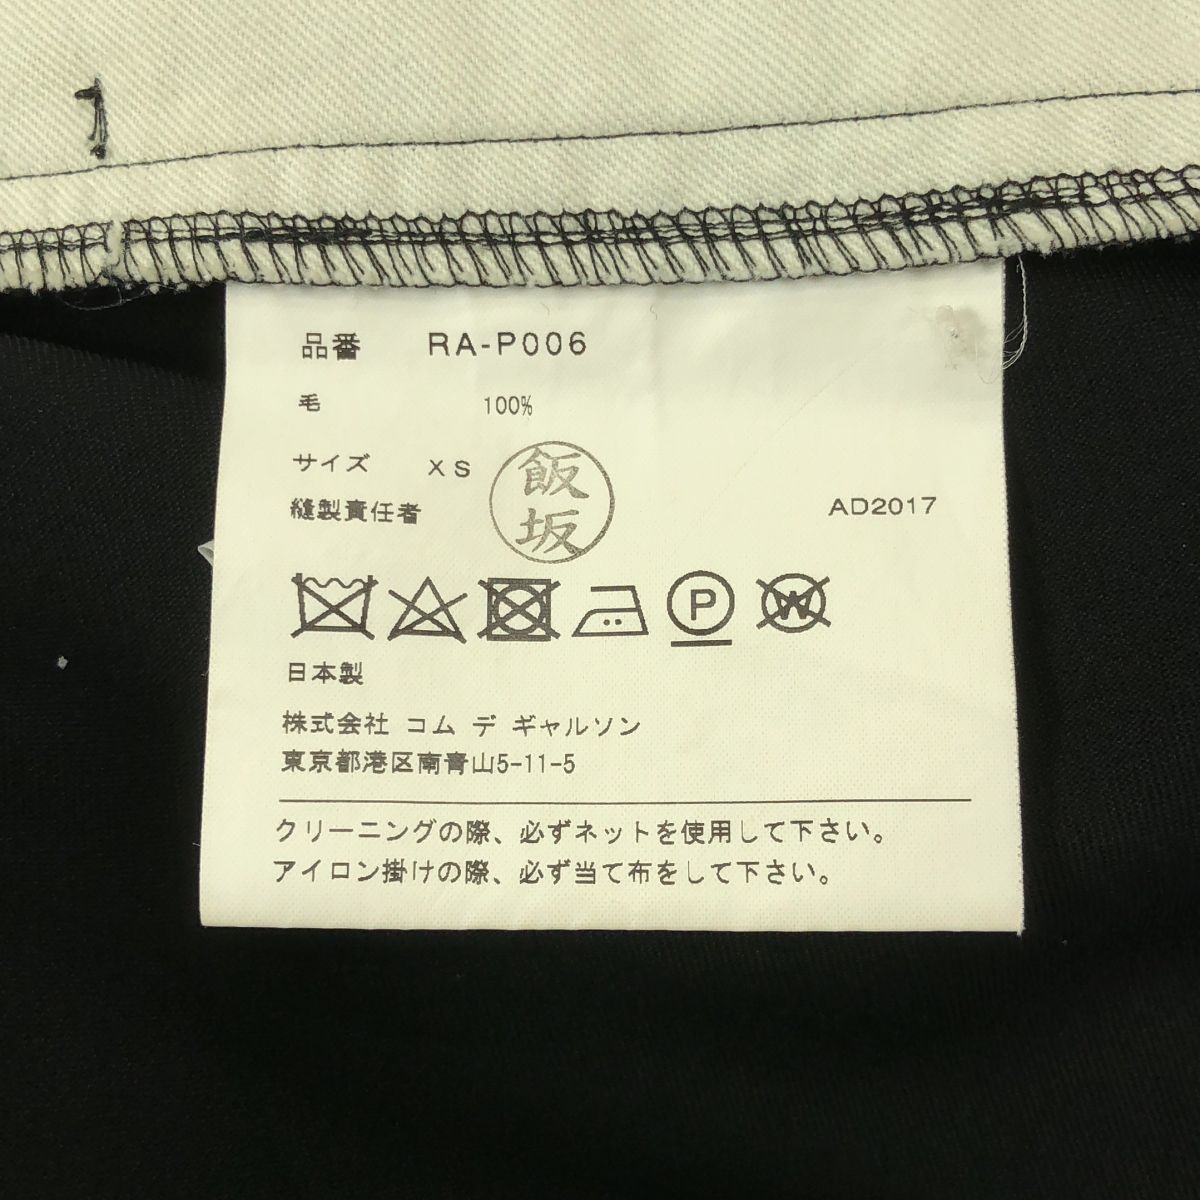 品番 RA-P006
毛 100%
サイズ XS
飯坂
縫製責任者 AD2017
P W
日本製
株式会社 コム デ ギャルソン
東京都港区南青山5-11-5
クリーニングの際、必ずネットを使用して下さい。
アイロン掛けの際、必ず当て布をして下さい。